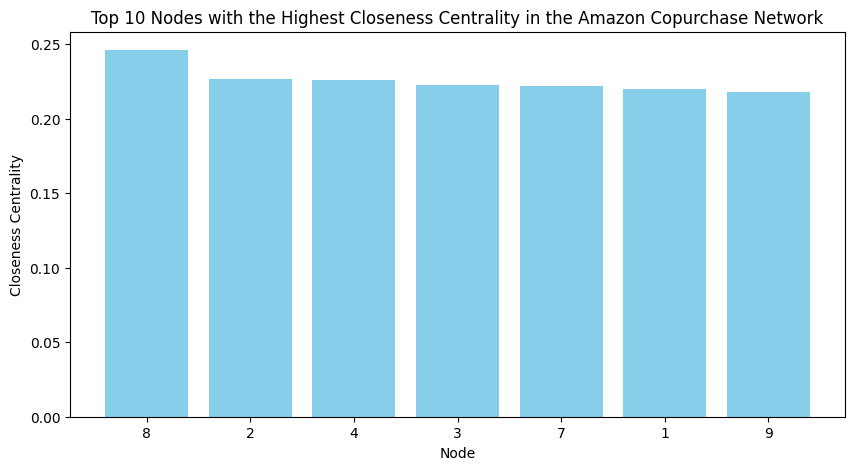 Top 10 Nodes with the Highest Closeness Centrality in the Amazon Copurchase Network
Closeness Centrality
0.25
0.20
0.15
0.10
0.05
0.00
8 2 4 3 7 1 9
Node